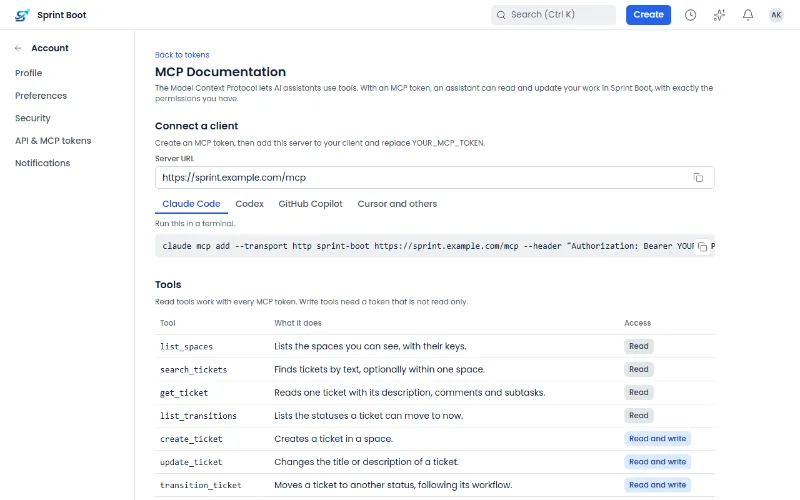 Sprint Boot
Search (Ctrl K)
Create
AK
Account
Profile
Preferences
Security
API & MCP tokens
Notifications
Back to tokens
MCP Documentation
The Model Context Protocol lets AI assistants use tools. With an MCP token, an assistant can read and update your work in Sprint Boot, with exactly the
permissions you have.
Connect a client
Create an MCP token, then add this server to your client and replace YOUR_MCP_TOKEN.
Server URL
https://sprint.example.com/mcp
Claude Code Codex GitHub Copilot Cursor and others
Run this in a terminal.
claude mcp add --transport http sprint-boot https://sprint.example.com/mcp --header "Authorization: Bearer
Tools
Read tools work with every MCP token. Write tools need a token that is not read only.
Tool What it does Access
list_spaces Lists the spaces you can see, with their keys. Read
search_tickets Finds tickets by text, optionally within one space. Read
get_ticket Reads one ticket with its description, comments and subtasks. Read
list_transitions Lists the statuses a ticket can move to now. Read
create_ticket Creates a ticket in a space. Read and write
update_ticket Changes the title or description of a ticket. Read and write
transition_ticket Moves a ticket to another status, following its workflow. Read and write